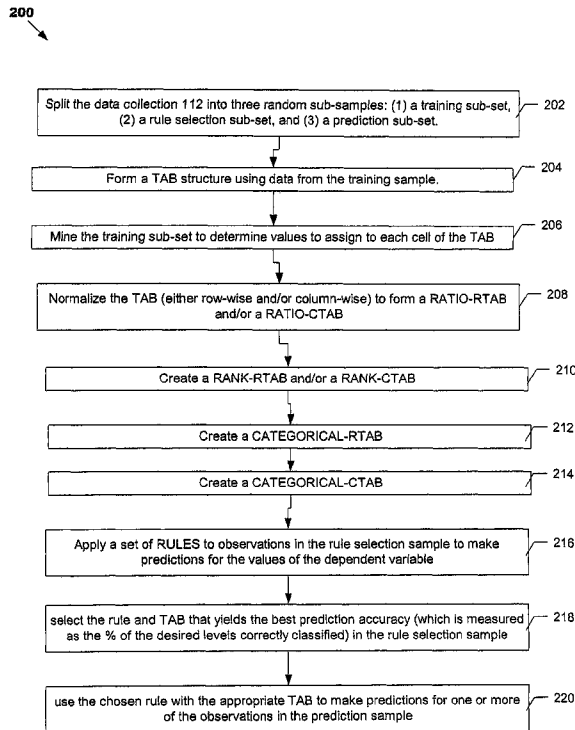 200
Split the data collection 112 into three random sub-samples: (1) a training sub-set,
(2) a rule selection sub-set, and (3) a prediction sub-set.
202
Form a TAB structure using data from the training sample.
204
Mine the training sub-set to determine values to assign to each cell of the TAB
206
Normalize the TAB (either row-wise and/or column-wise) to form a RATIO-RTAB
and/or a RATIO-CTAB
208
Create a RANK-RTAB and/or a RANK-CTAB
210
Create a CATEGORICAL-RTAB
212
Create a CATEGORICAL-CTAB
214
Apply a set of RULES to observations in the rule selection sample to make
predictions for the values of the dependent variable
216
select the rule and TAB that yields the best prediction accuracy (which is measured
as the % of the desired levels correctly classified) in the rule selection sample
218
use the chosen rule with the appropriate TAB to make predictions for one or more
of the observations in the prediction sample
220